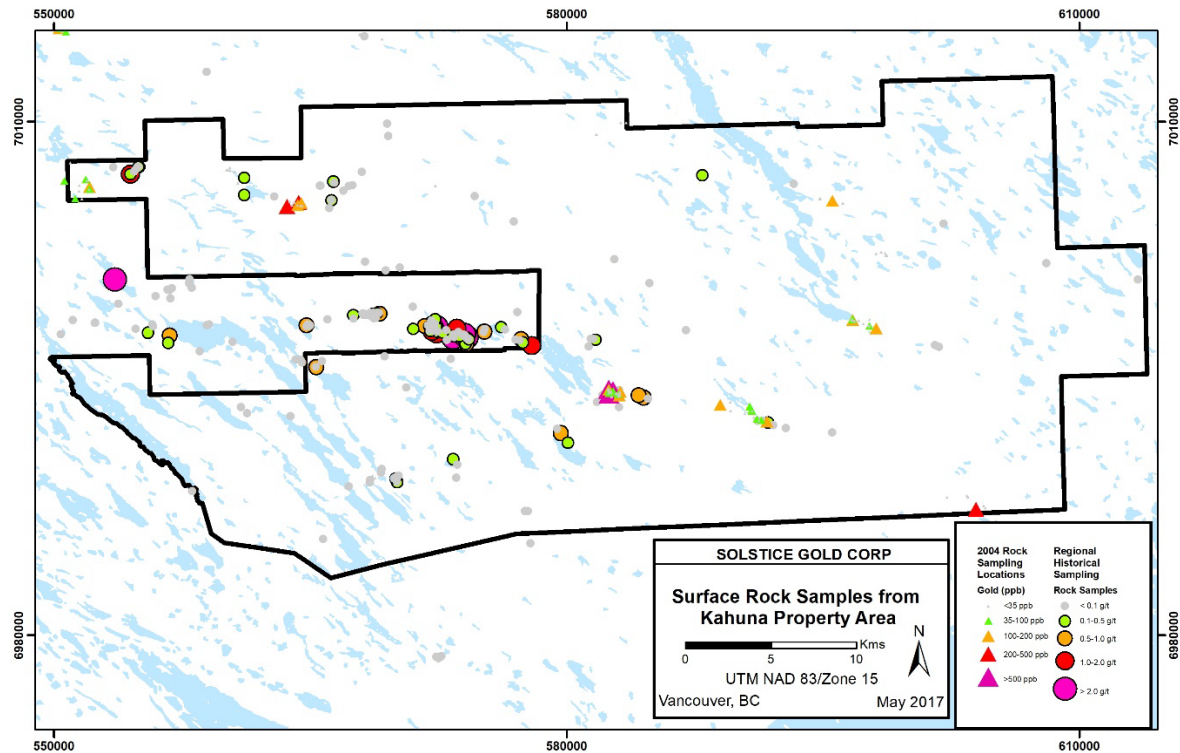 550000 580000 610000
7010000 7010000
6980000 6980000
SOLSTICE GOLD CORP
Surface Rock Samples from
Kahuna Property Area
Kms
0 5 10
N
UTM NAD 83/Zone 15
Vancouver, BC May 2017
2004 Rock
Sampling
Locations
Gold (ppb)
<35 ppb
35-100 ppb
100-200 ppb
200-500 ppb
>500 ppb
Regional
Historical
Sampling
Rock Samples
< 0.1 g/t
0.1-0.5 g/t
0.5-1.0 g/t
1.0-2.0 g/t
> 2.0 g/t
550000 580000 610000